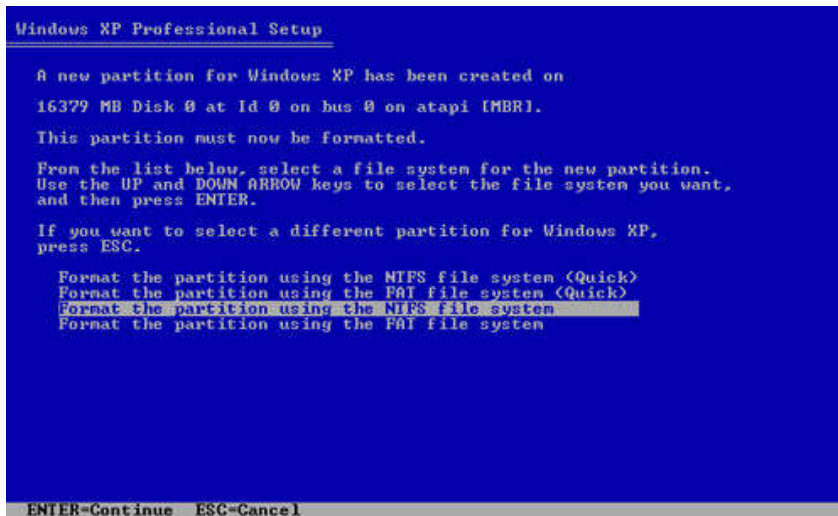 Windows XP Professional Setup
A new partition for Windows XP has been created on
16379 MB Disk 0 at Id 0 on bus 0 on atapi [MBR].
This partition must now be formatted.
From the list below, select a file system for the new partition.
Use the UP and DOWN ARROW keys to select the file system you want,
and then press ENTER.
If you want to select a different partition for Windows XP,
press ESC.
Format the partition using the NTFS file system (Quick)
Format the partition using the FAT file system (Quick)
Format the partition using the NTFS file system
Format the partition using the FAT file system
ENTER=Continue ESC=Cancel